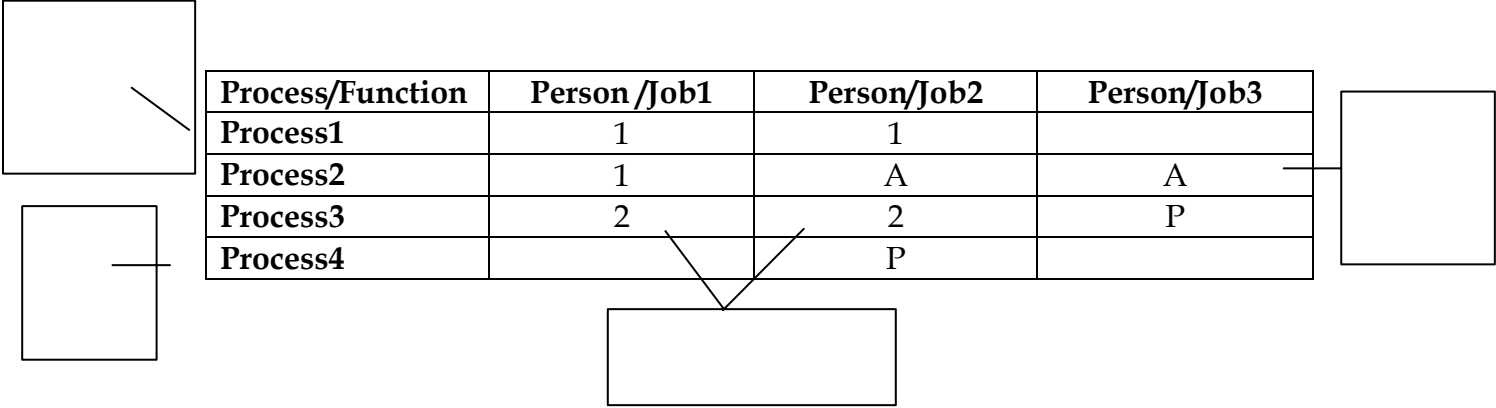 Process/Function Person /Job1 Person/Job2 Person/Job3
Process1 1 1
Process2 1 A A
Process3 2 2 P
Process4 P